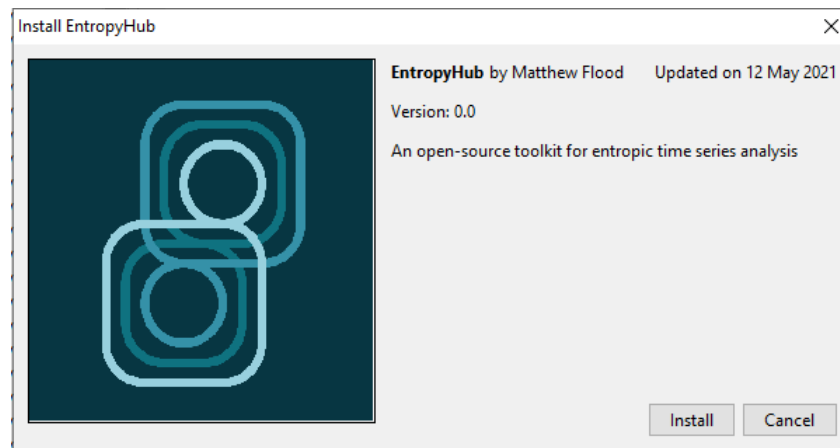 Install EntropyHub
EntropyHub by Matthew Flood Updated on 12 May 2021
Version: 0.0
An open-source toolkit for entropic time series analysis
Install Cancel